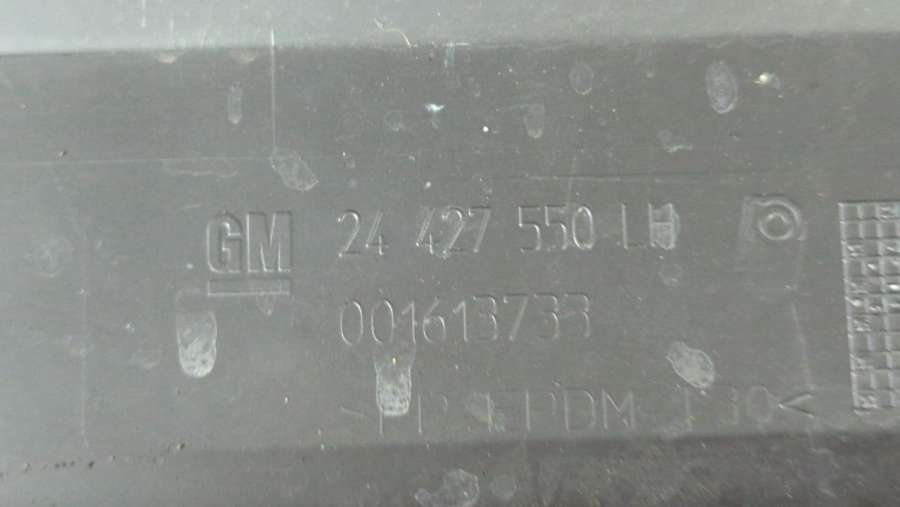 GM 24 427 550 LH
001613733
>PP+EPDM T30<